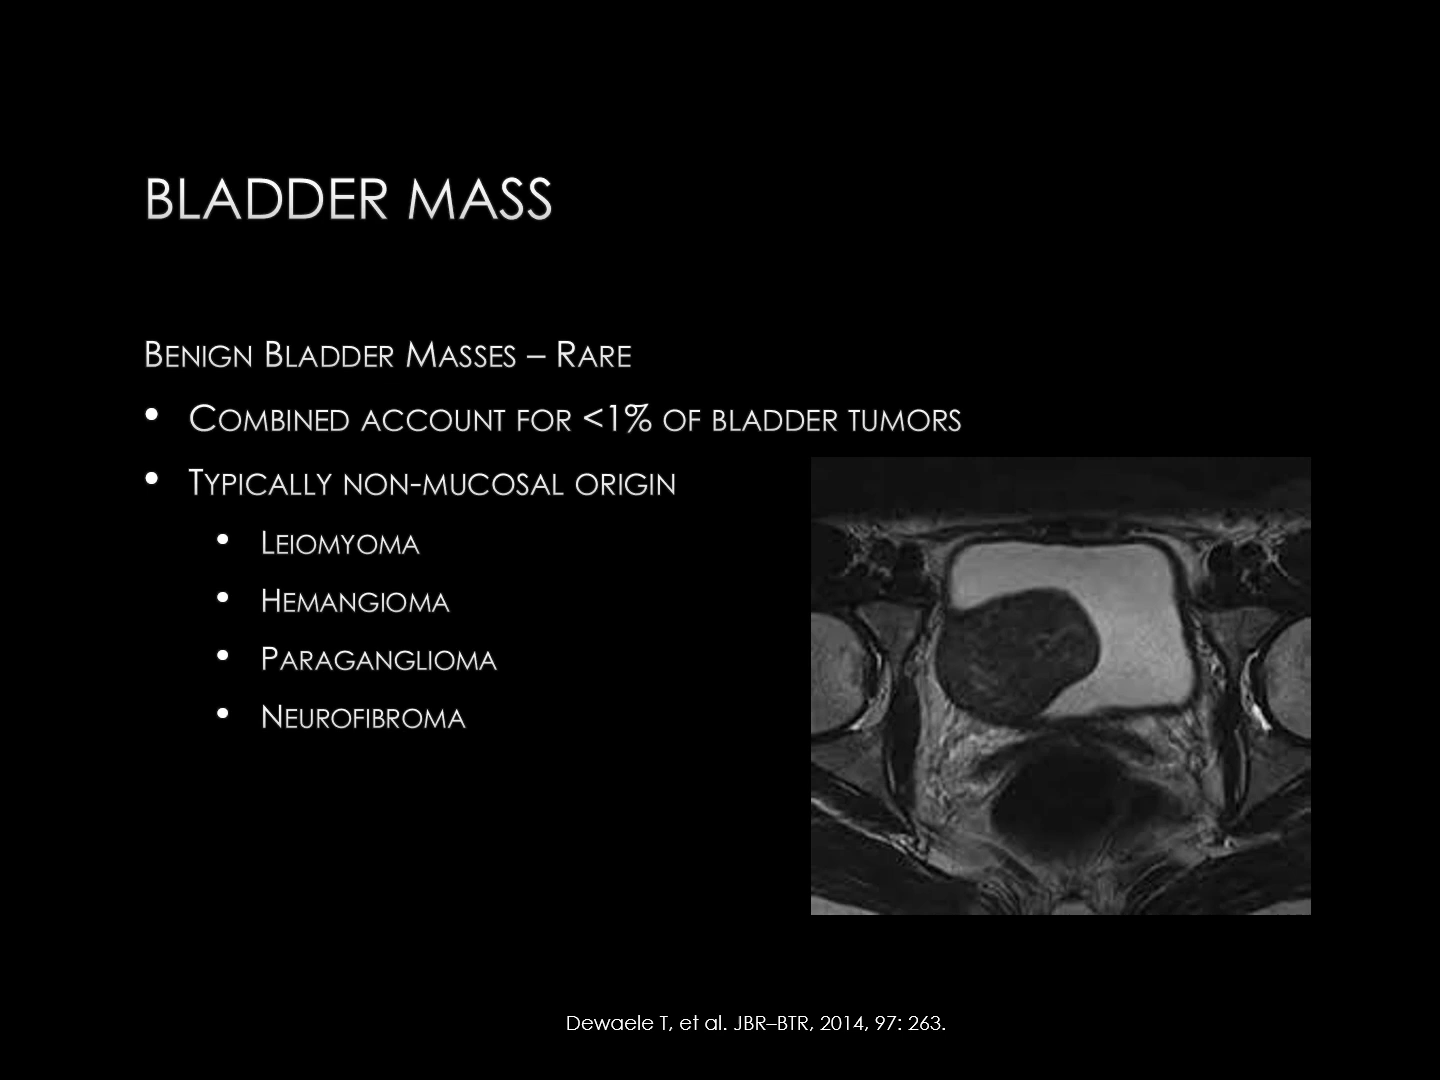 BLADDER MASS
BENIGN BLADDER MASSES – RARE
• COMBINED ACCOUNT FOR <1% OF BLADDER TUMORS
• TYPICALLY NON-MUCOSAL ORIGIN
• LEIOMYOMA
• HEMANGIOMA
• PARAGANGLIOMA
• NEUROFIBROMA
Dewaele T, et al. JBR–BTR, 2014, 97: 263.